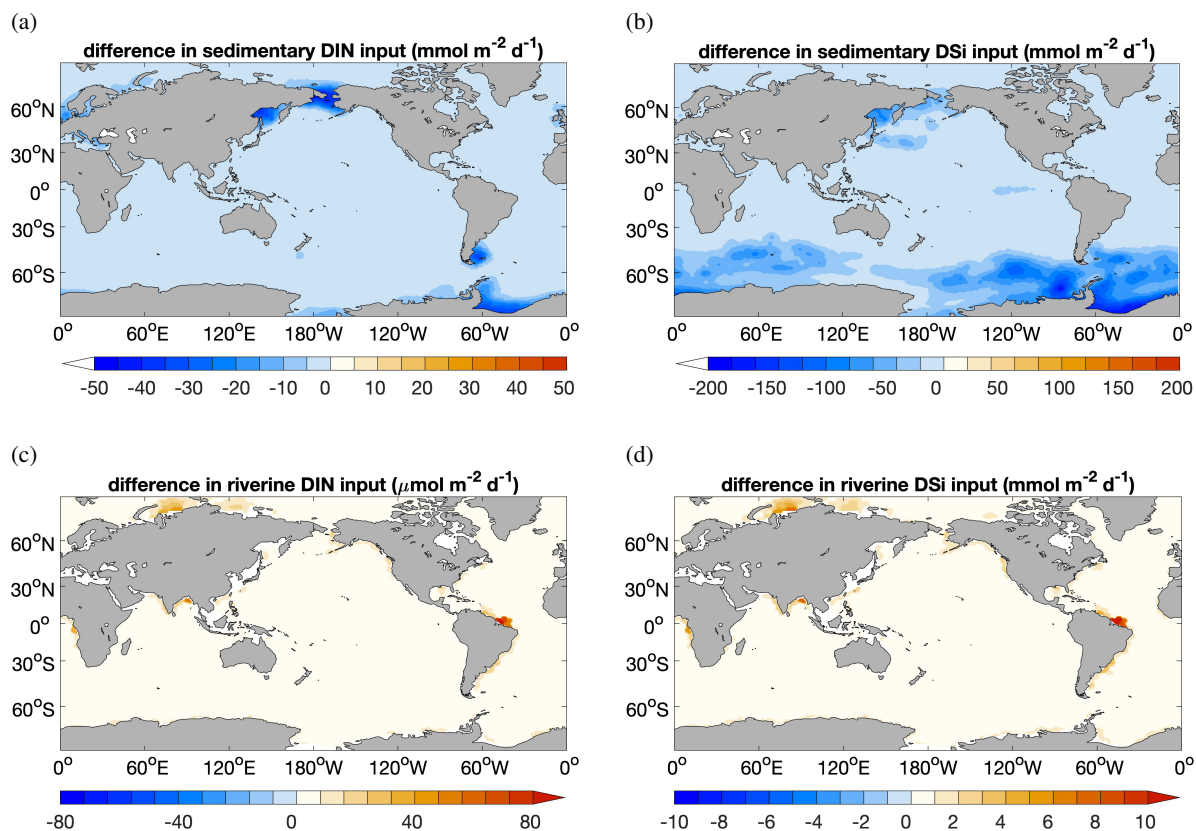 (a)
difference in sedimentary DIN input (mmol m⁻² d⁻¹)
60°N
30°N
0°
30°S
60°S
0° 60°E 120°E 180°W 120°W 60°W 0°
-50 -40 -30 -20 -10 0 10 20 30 40 50
(b)
difference in sedimentary DSi input (mmol m⁻² d⁻¹)
60°N
30°N
0°
30°S
60°S
0° 60°E 120°E 180°W 120°W 60°W 0°
-200 -150 -100 -50 0 50 100 150 200
(c)
difference in riverine DIN input (μmol m⁻² d⁻¹)
60°N
30°N
0°
30°S
60°S
0° 60°E 120°E 180°W 120°W 60°W 0°
-80 -40 0 40 80
(d)
difference in riverine DSi input (mmol m⁻² d⁻¹)
60°N
30°N
0°
30°S
60°S
0° 60°E 120°E 180°W 120°W 60°W 0°
-10 -8 -6 -4 -2 0 2 4 6 8 10